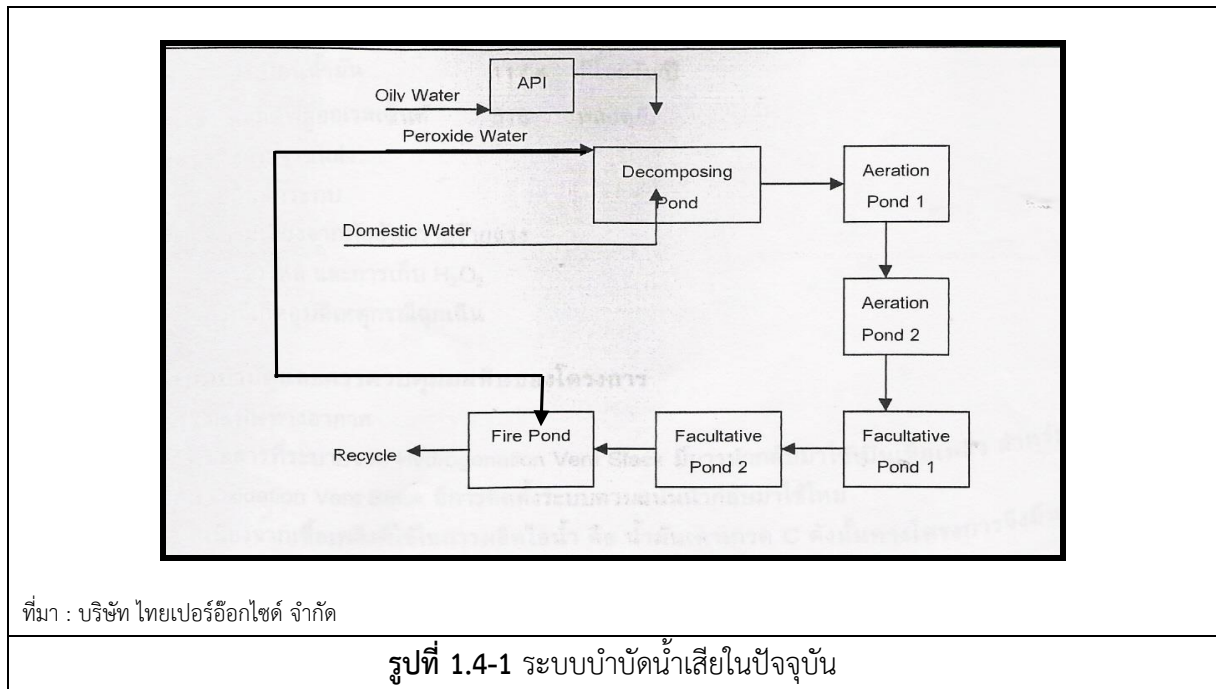 API
Oily Water
Peroxide Water
Decomposing
Pond
Aeration
Pond 1
Domestic Water
Aeration
Pond 2
Fire Pond
Recycle
Facultative
Pond 2
Facultative
Pond 1
ที่มา : บริษัท ไทยเปอร์อ๊อกไซด์ จำกัด
รูปที่ 1.4-1 ระบบบำบัดน้ำเสียในปัจจุบัน